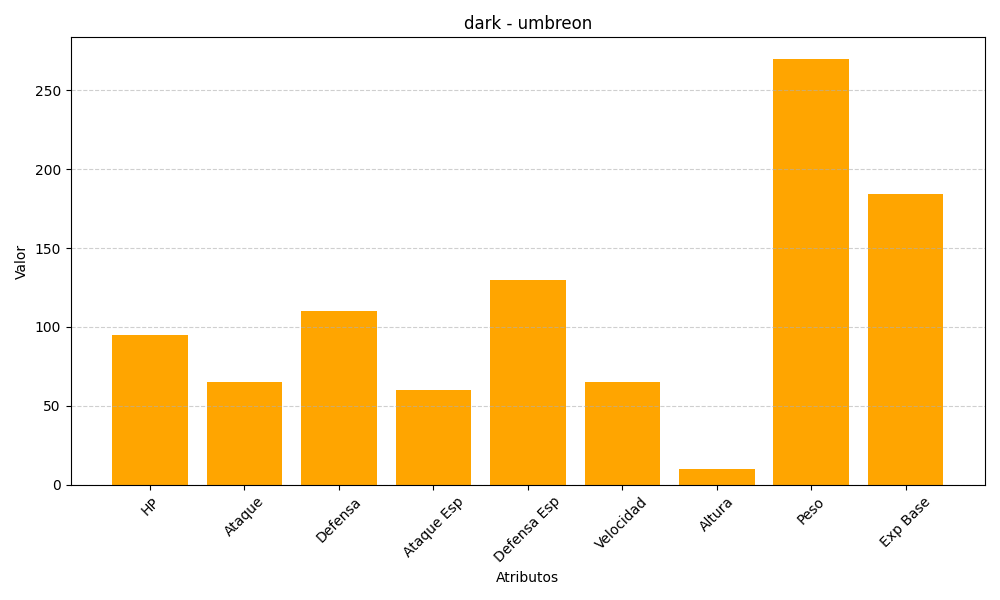 dark - umbreon
Valor
250
200
150
100
50
0
HP
Ataque
Defensa
Ataque Esp
Defensa Esp
Velocidad
Altura
Peso
Exp Base
Atributos